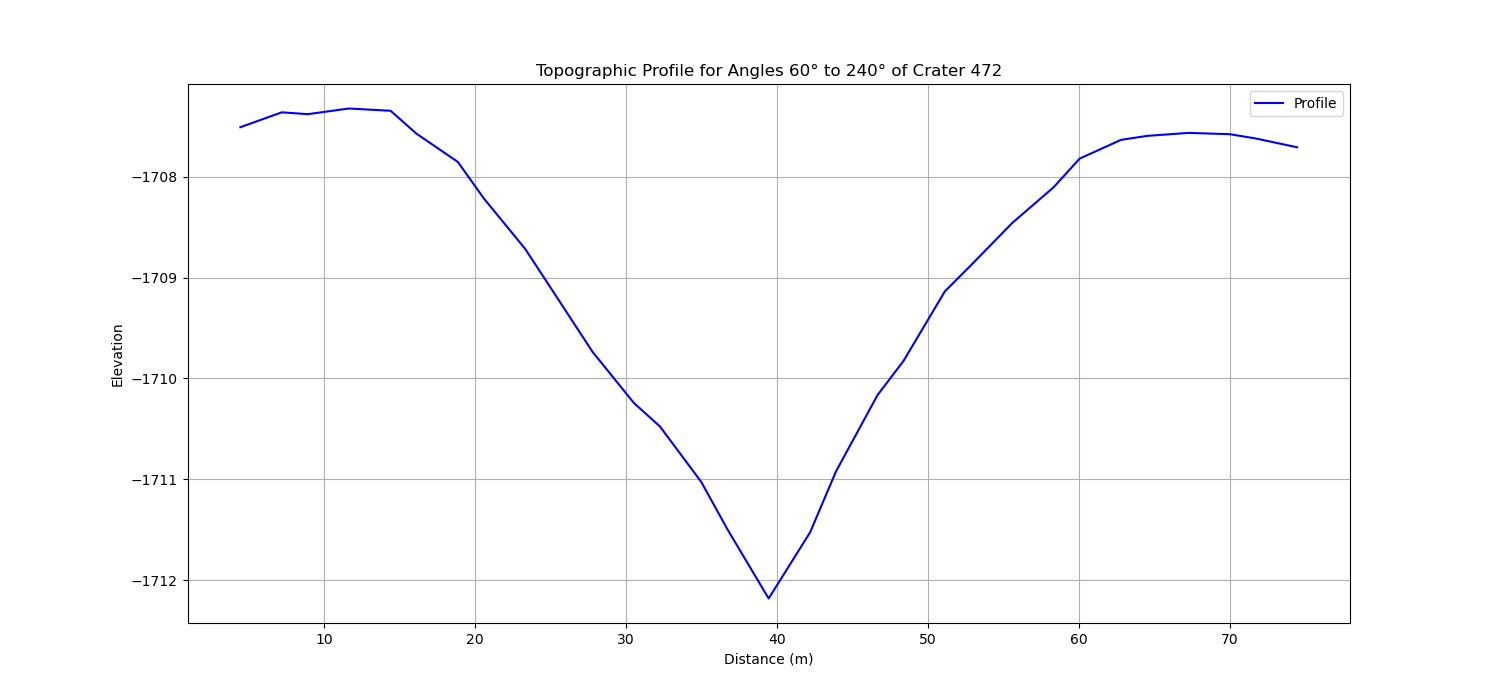 Topographic Profile for Angles 60° to 240° of Crater 472
Profile
−1708
−1709
−1710
−1711
−1712
Elevation
10 20 30 40 50 60 70
Distance (m)